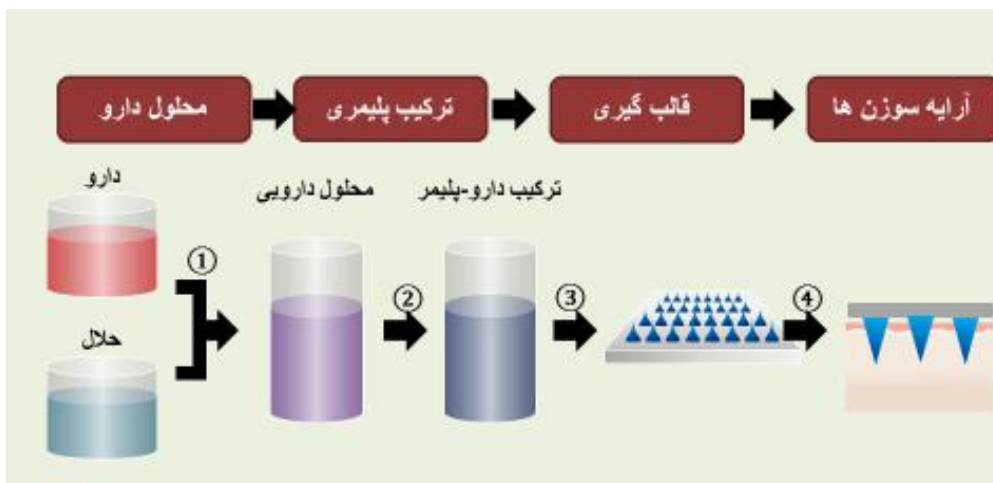 محلول دارو
ترکیب پلیمری
قالب گیری
آرایه سوزن ها
دارو
محلول دارویی
ترکیب دارو-پلیمر
①
②
③
④
حلال